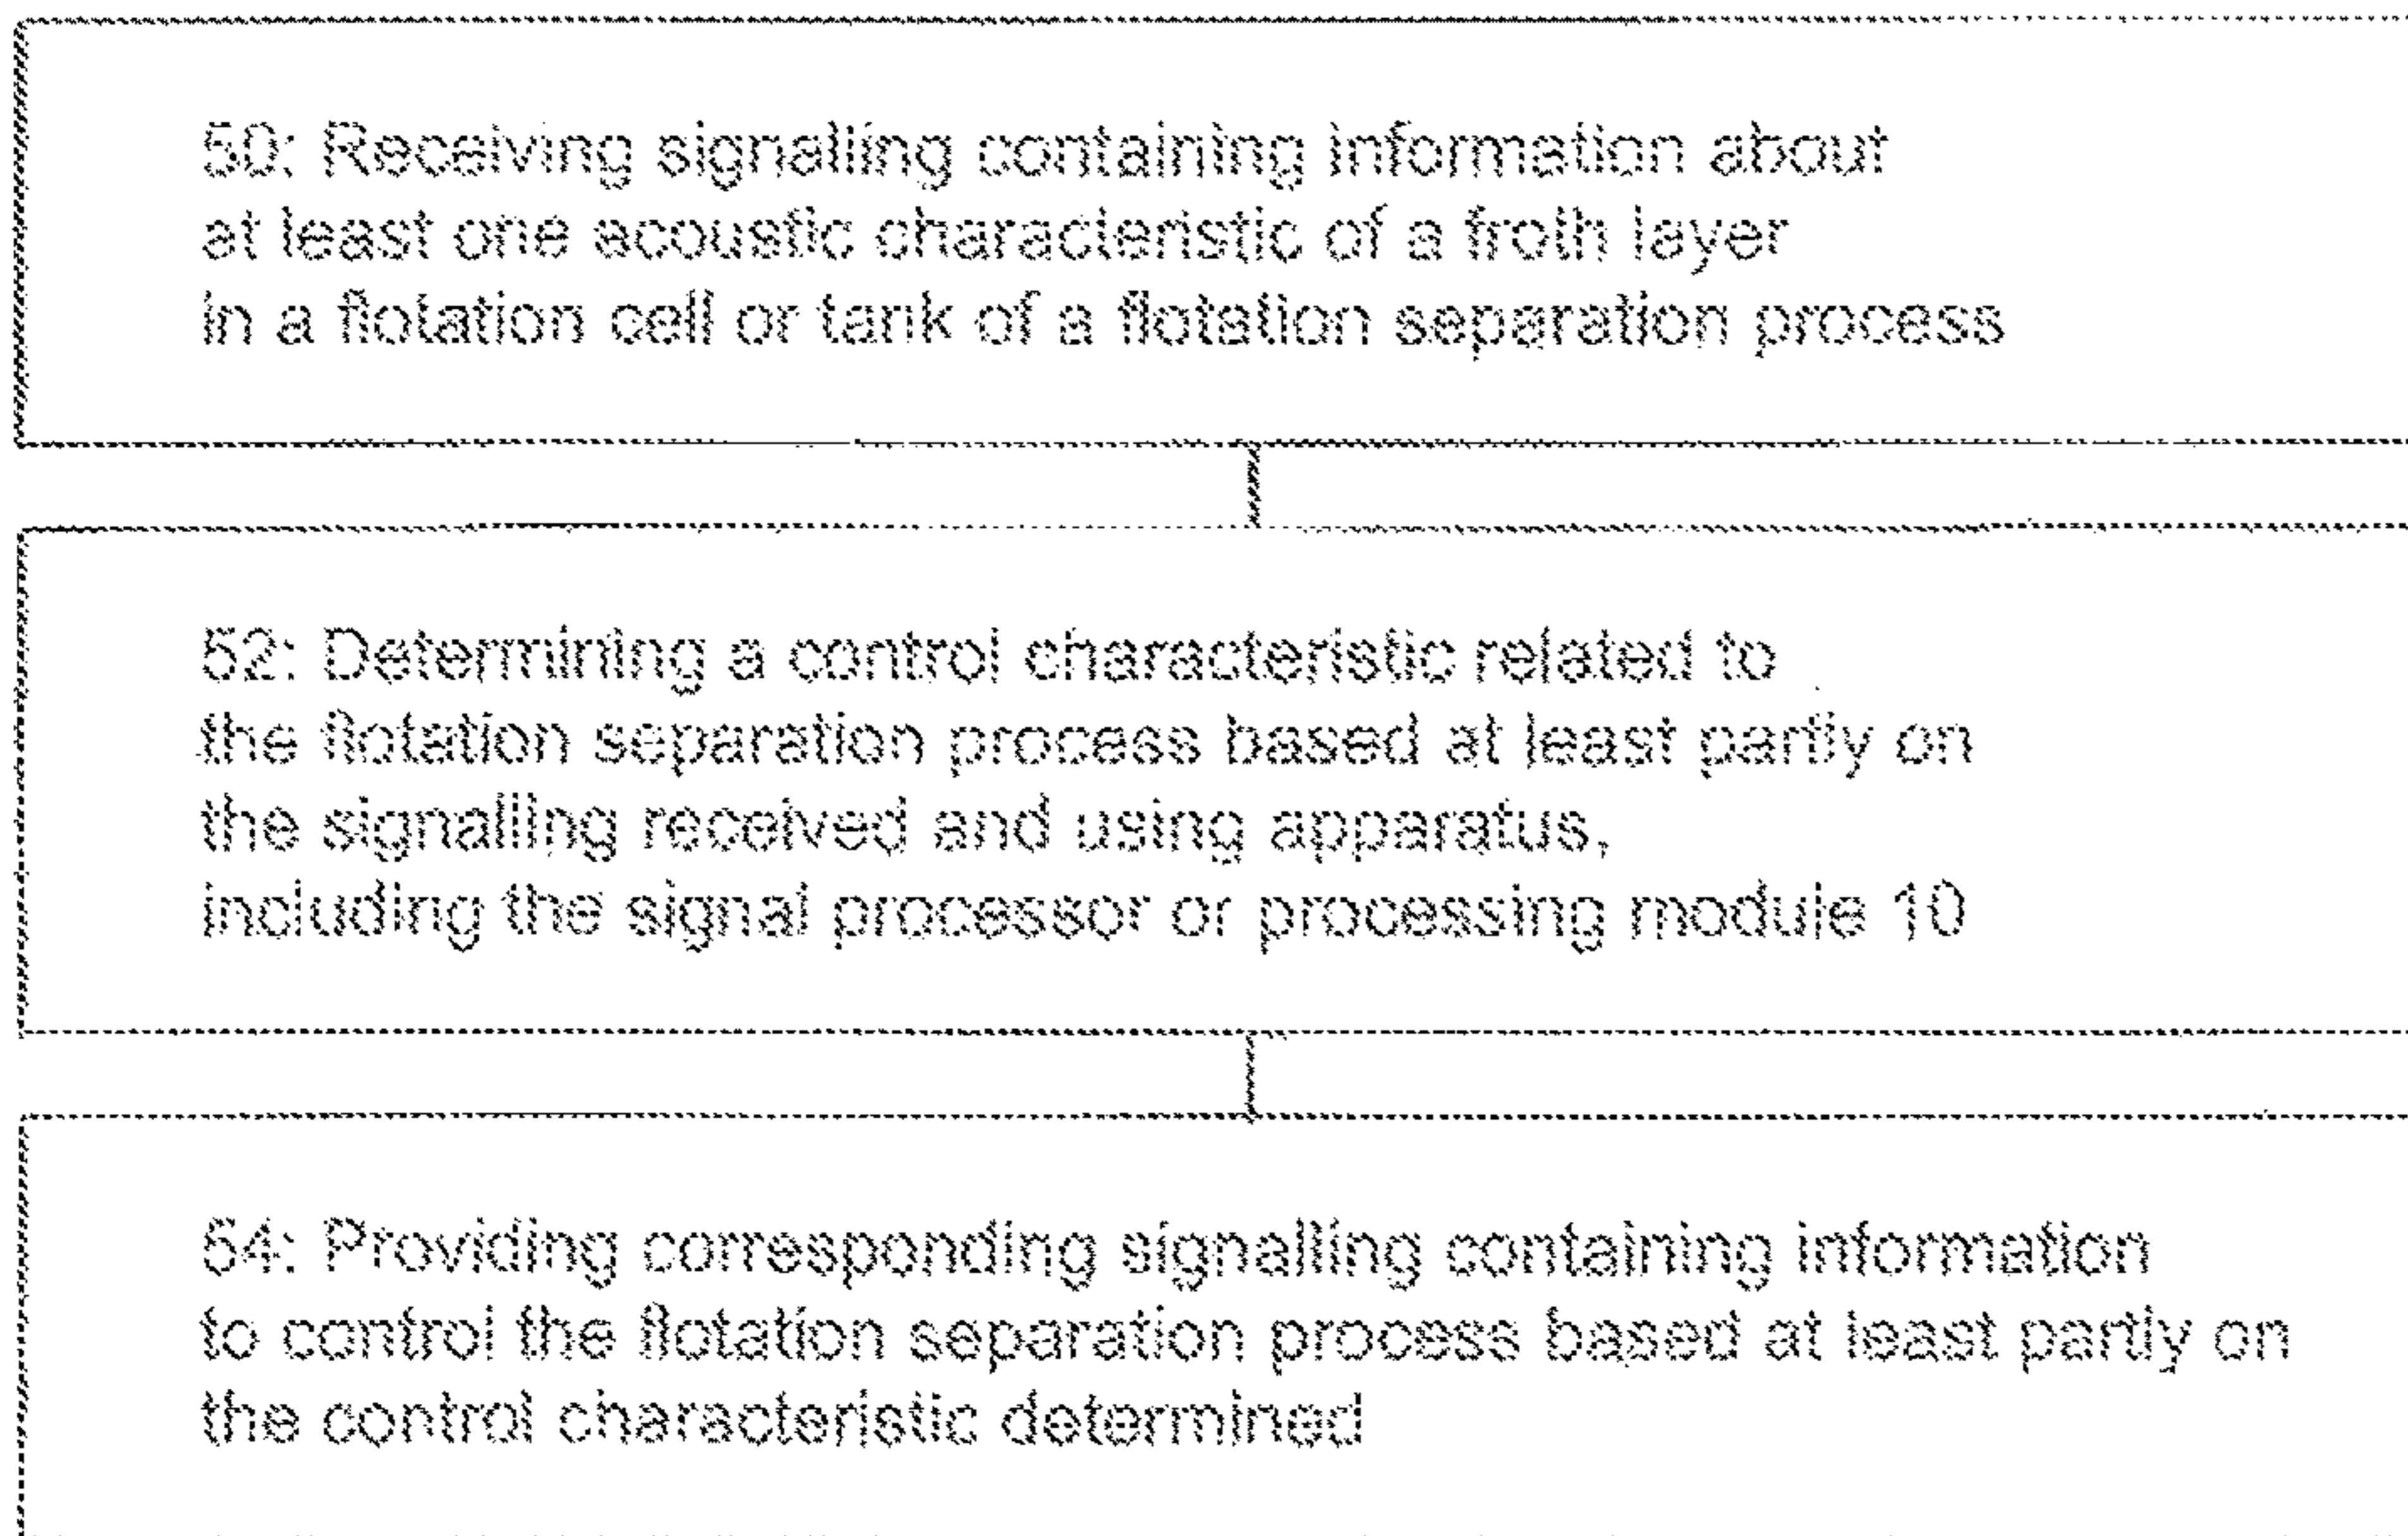 50: Receiving signalling containing information about
at least one acoustic characteristic of a froth layer
in a flotation cell or tank of a flotation separation process
52: Determining a control characteristic related to
the flotation separation process based at least partly on
the signalling received and using apparatus,
including the signal processor or processing module 10
54: Providing corresponding signalling containing information
to control the flotation separation process based at least partly on
the control characteristic determined